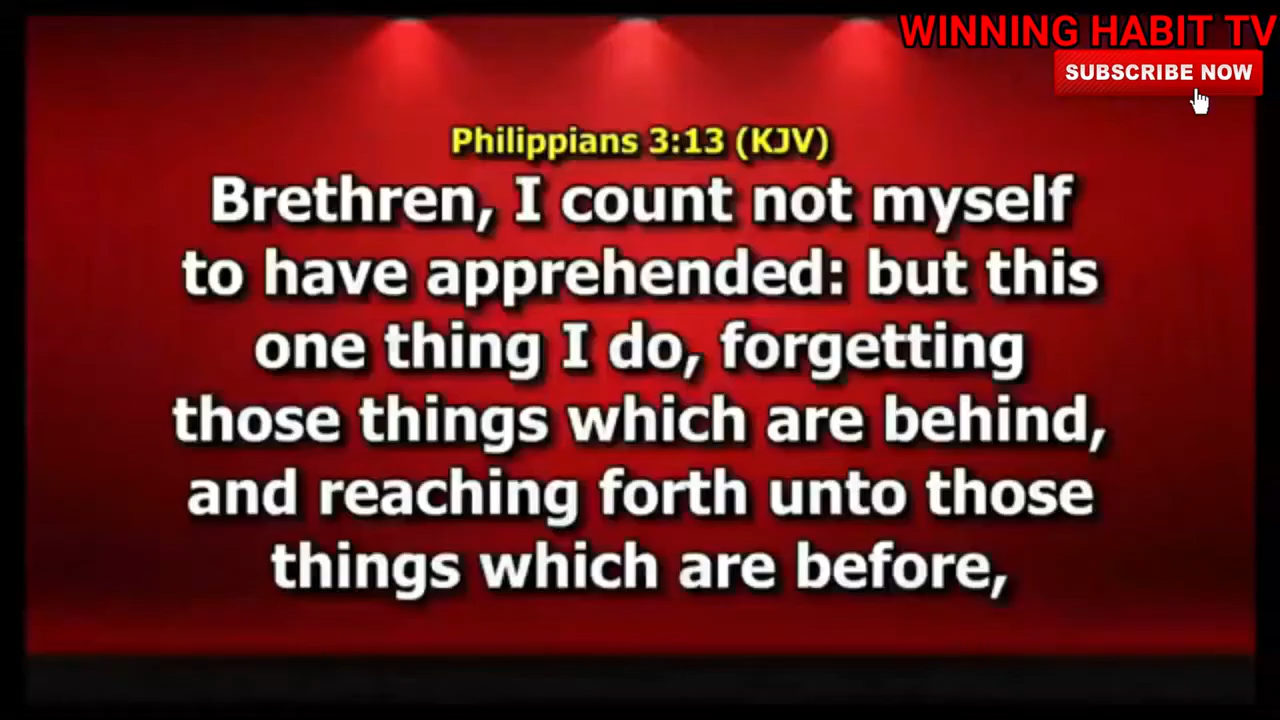 WINNING HABIT TV
SUBSCRIBE NOW
Philippians 3:13 (KJV)
Brethren, I count not myself
to have apprehended: but this
one thing I do, forgetting
those things which are behind,
and reaching forth unto those
things which are before,